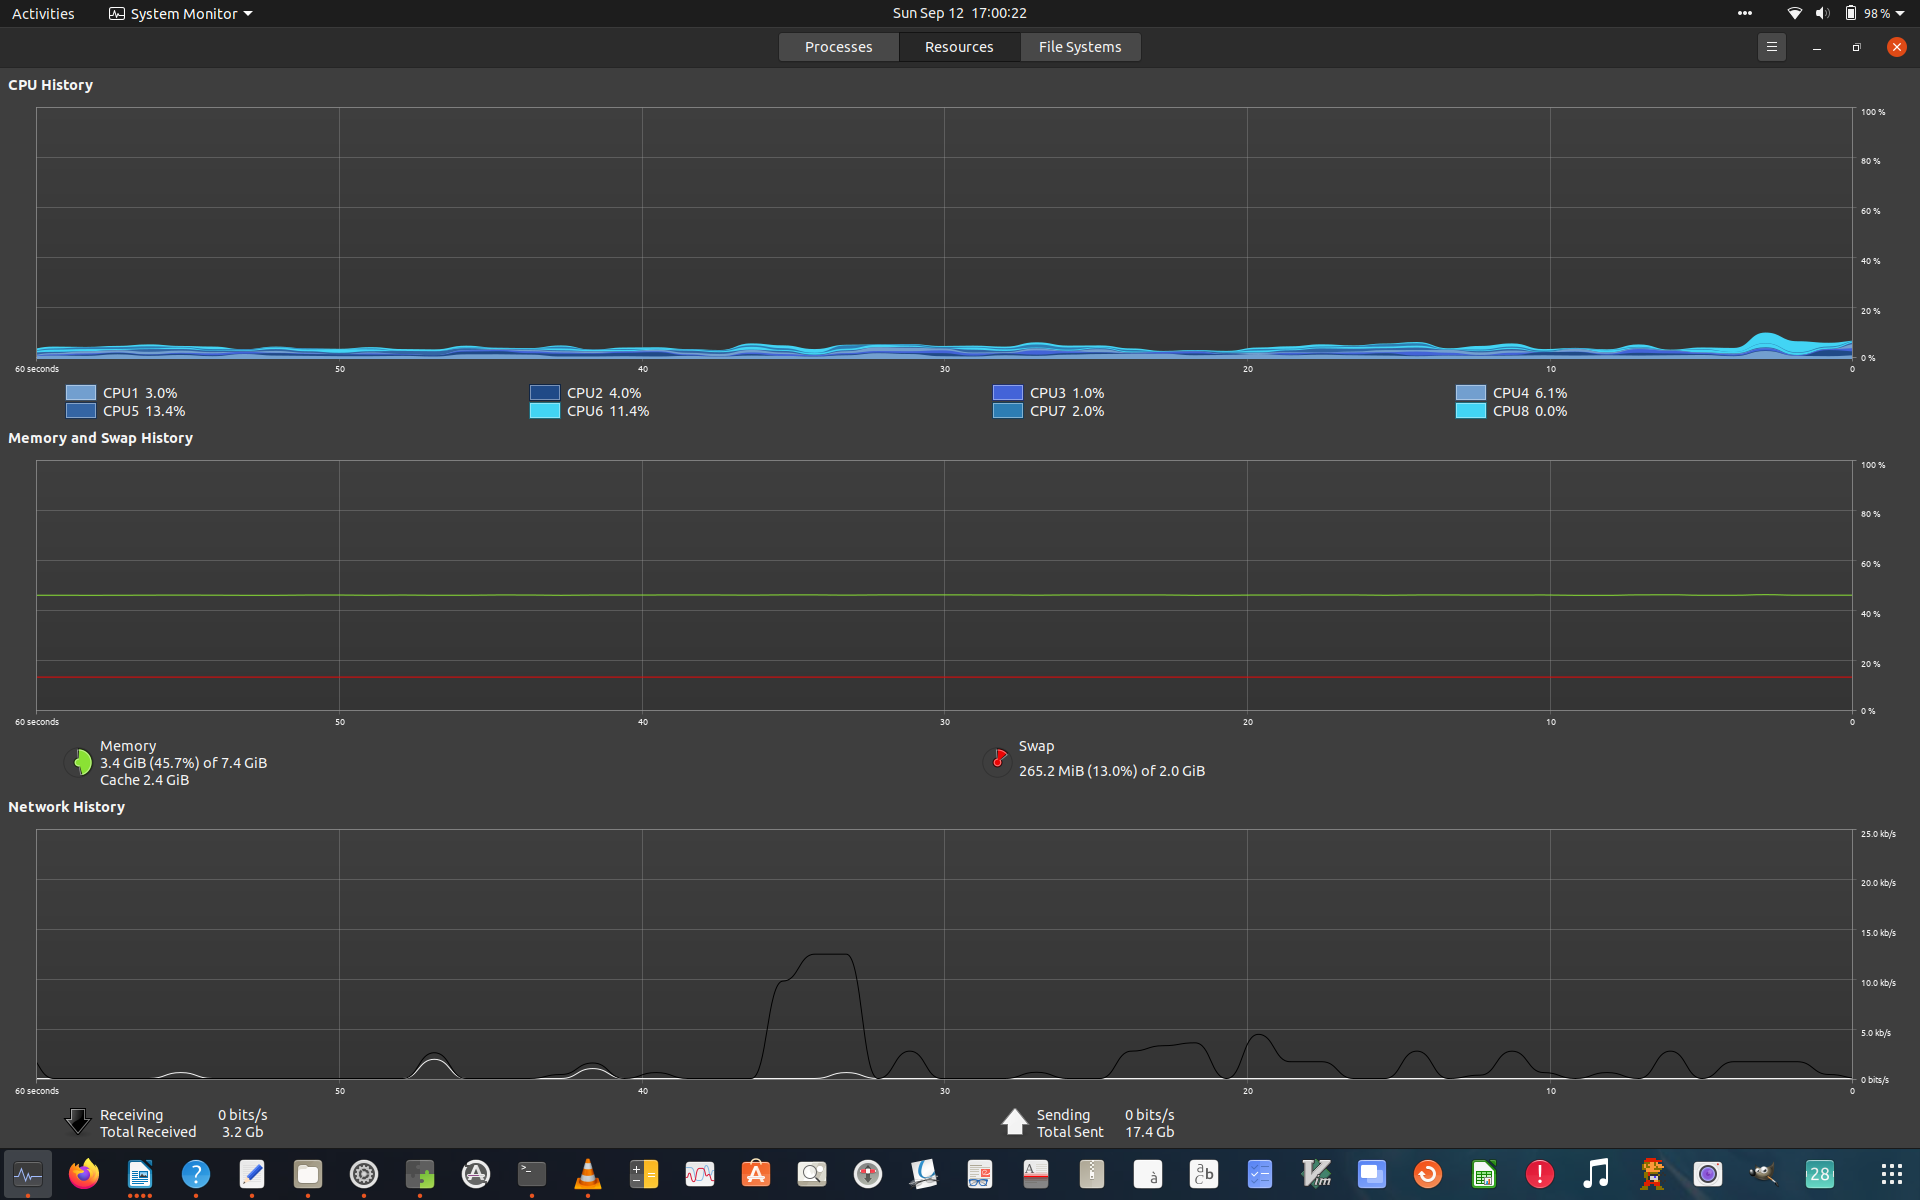 Activities System Monitor Sun Sep 12 17:00:22 98 %
Processes Resources File Systems
CPU History
100 %
80 %
60 %
40 %
20 %
0 %
60 seconds 50 40 30 20 10 0
CPU1 3.0% CPU2 4.0% CPU3 1.0% CPU4 6.1%
CPU5 13.4% CPU6 11.4% CPU7 2.0% CPU8 0.0%
Memory and Swap History
100 %
80 %
60 %
40 %
20 %
0 %
60 seconds 50 40 30 20 10 0
Memory Swap
3.4 GiB (45.7%) of 7.4 GiB 265.2 MiB (13.0%) of 2.0 GiB
Cache 2.4 GiB
Network History
25.0 kb/s
20.0 kb/s
15.0 kb/s
10.0 kb/s
5.0 kb/s
0 bits/s
60 seconds 50 40 30 20 10 0
Receiving 0 bits/s Sending 0 bits/s
Total Received 3.2 Gb Total Sent 17.4 Gb
? >_ A à a b c Vim ! 28